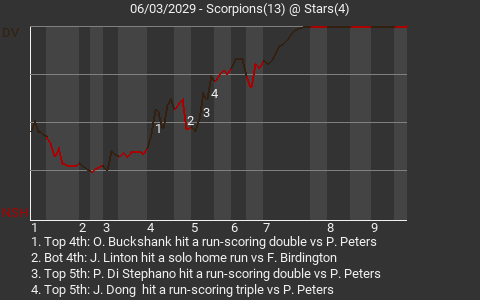 06/03/2029 - Scorpions(13) @ Stars(4)
DV
1
2
3
4
NSH
1 2 3 4 5 6 7 8 9
1. Top 4th: O. Buckshank hit a run-scoring double vs P. Peters
2. Bot 4th: J. Linton hit a solo home run vs F. Birdington
3. Top 5th: P. Di Stephano hit a run-scoring double vs P. Peters
4. Top 5th: J. Dong hit a run-scoring triple vs P. Peters